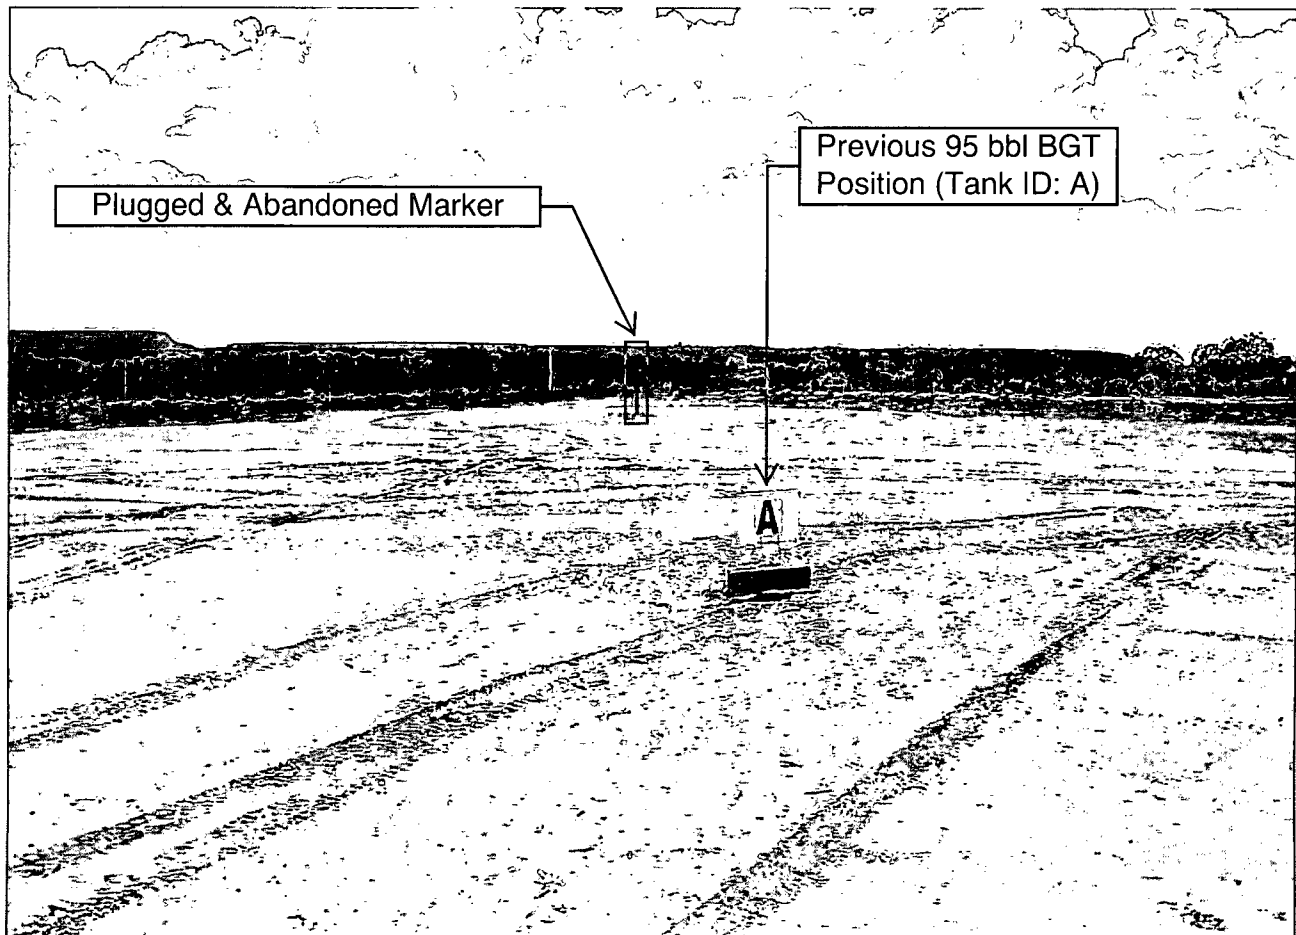 Previous 95 bbl BGT
Position (Tank ID: A)
Plugged & Abandoned Marker
A